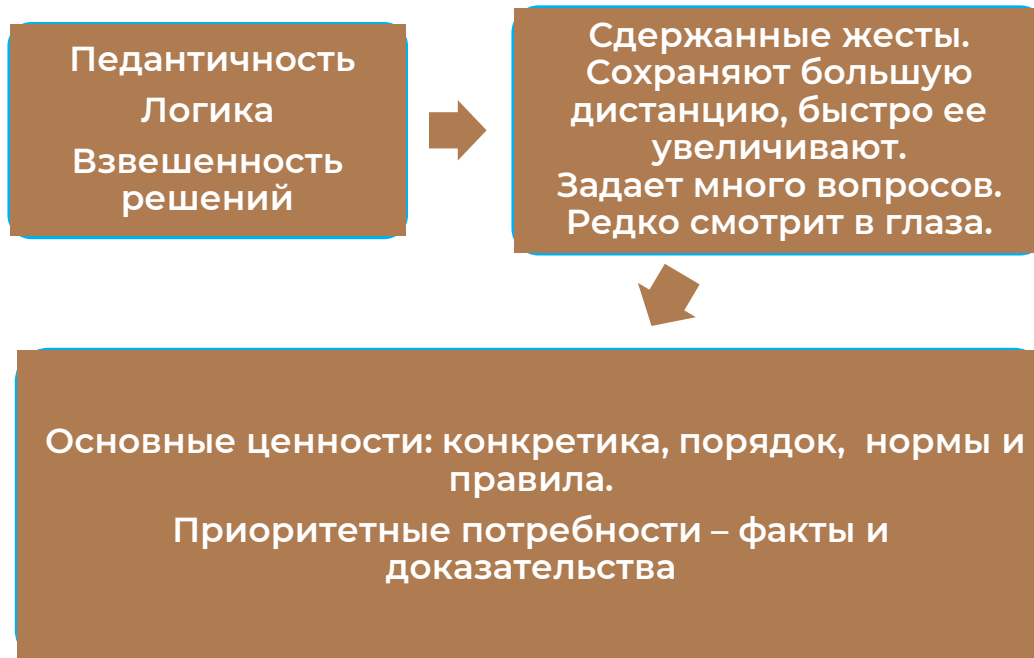 Педантичность
Логика
Взвешенность
решений
Сдержанные жесты.
Сохраняют большую
дистанцию, быстро ее
увеличивают.
Задает много вопросов.
Редко смотрит в глаза.
Основные ценности: конкретика, порядок,  нормы и
правила.
Приоритетные потребности – факты и
доказательства